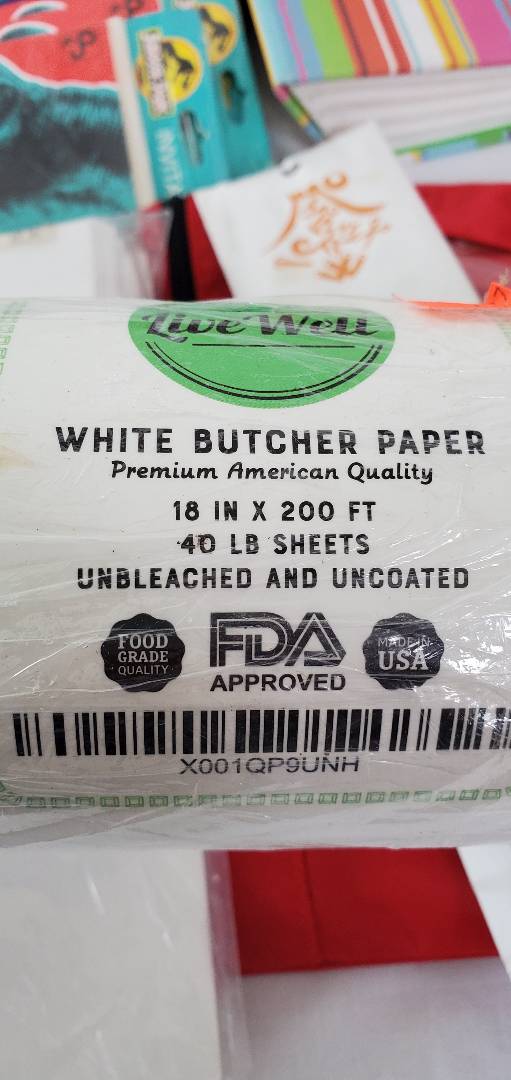 INVITA
Live Well
WHITE BUTCHER PAPER
Premium American Quality
18 IN X 200 FT
40 LB SHEETS
UNBLEACHED AND UNCOATED
FOOD
GRADE
QUALITY
FDA
APPROVED
MADE IN
USA
X001QP9UNH